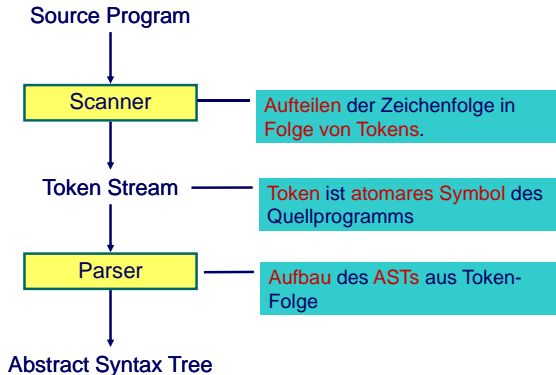 Source Program
Scanner
Aufteilen der Zeichenfolge in
Folge von Tokens.
Token Stream
Token ist atomares Symbol des
Quellprogramms
Parser
Aufbau des ASTs aus Token-
Folge
Abstract Syntax Tree